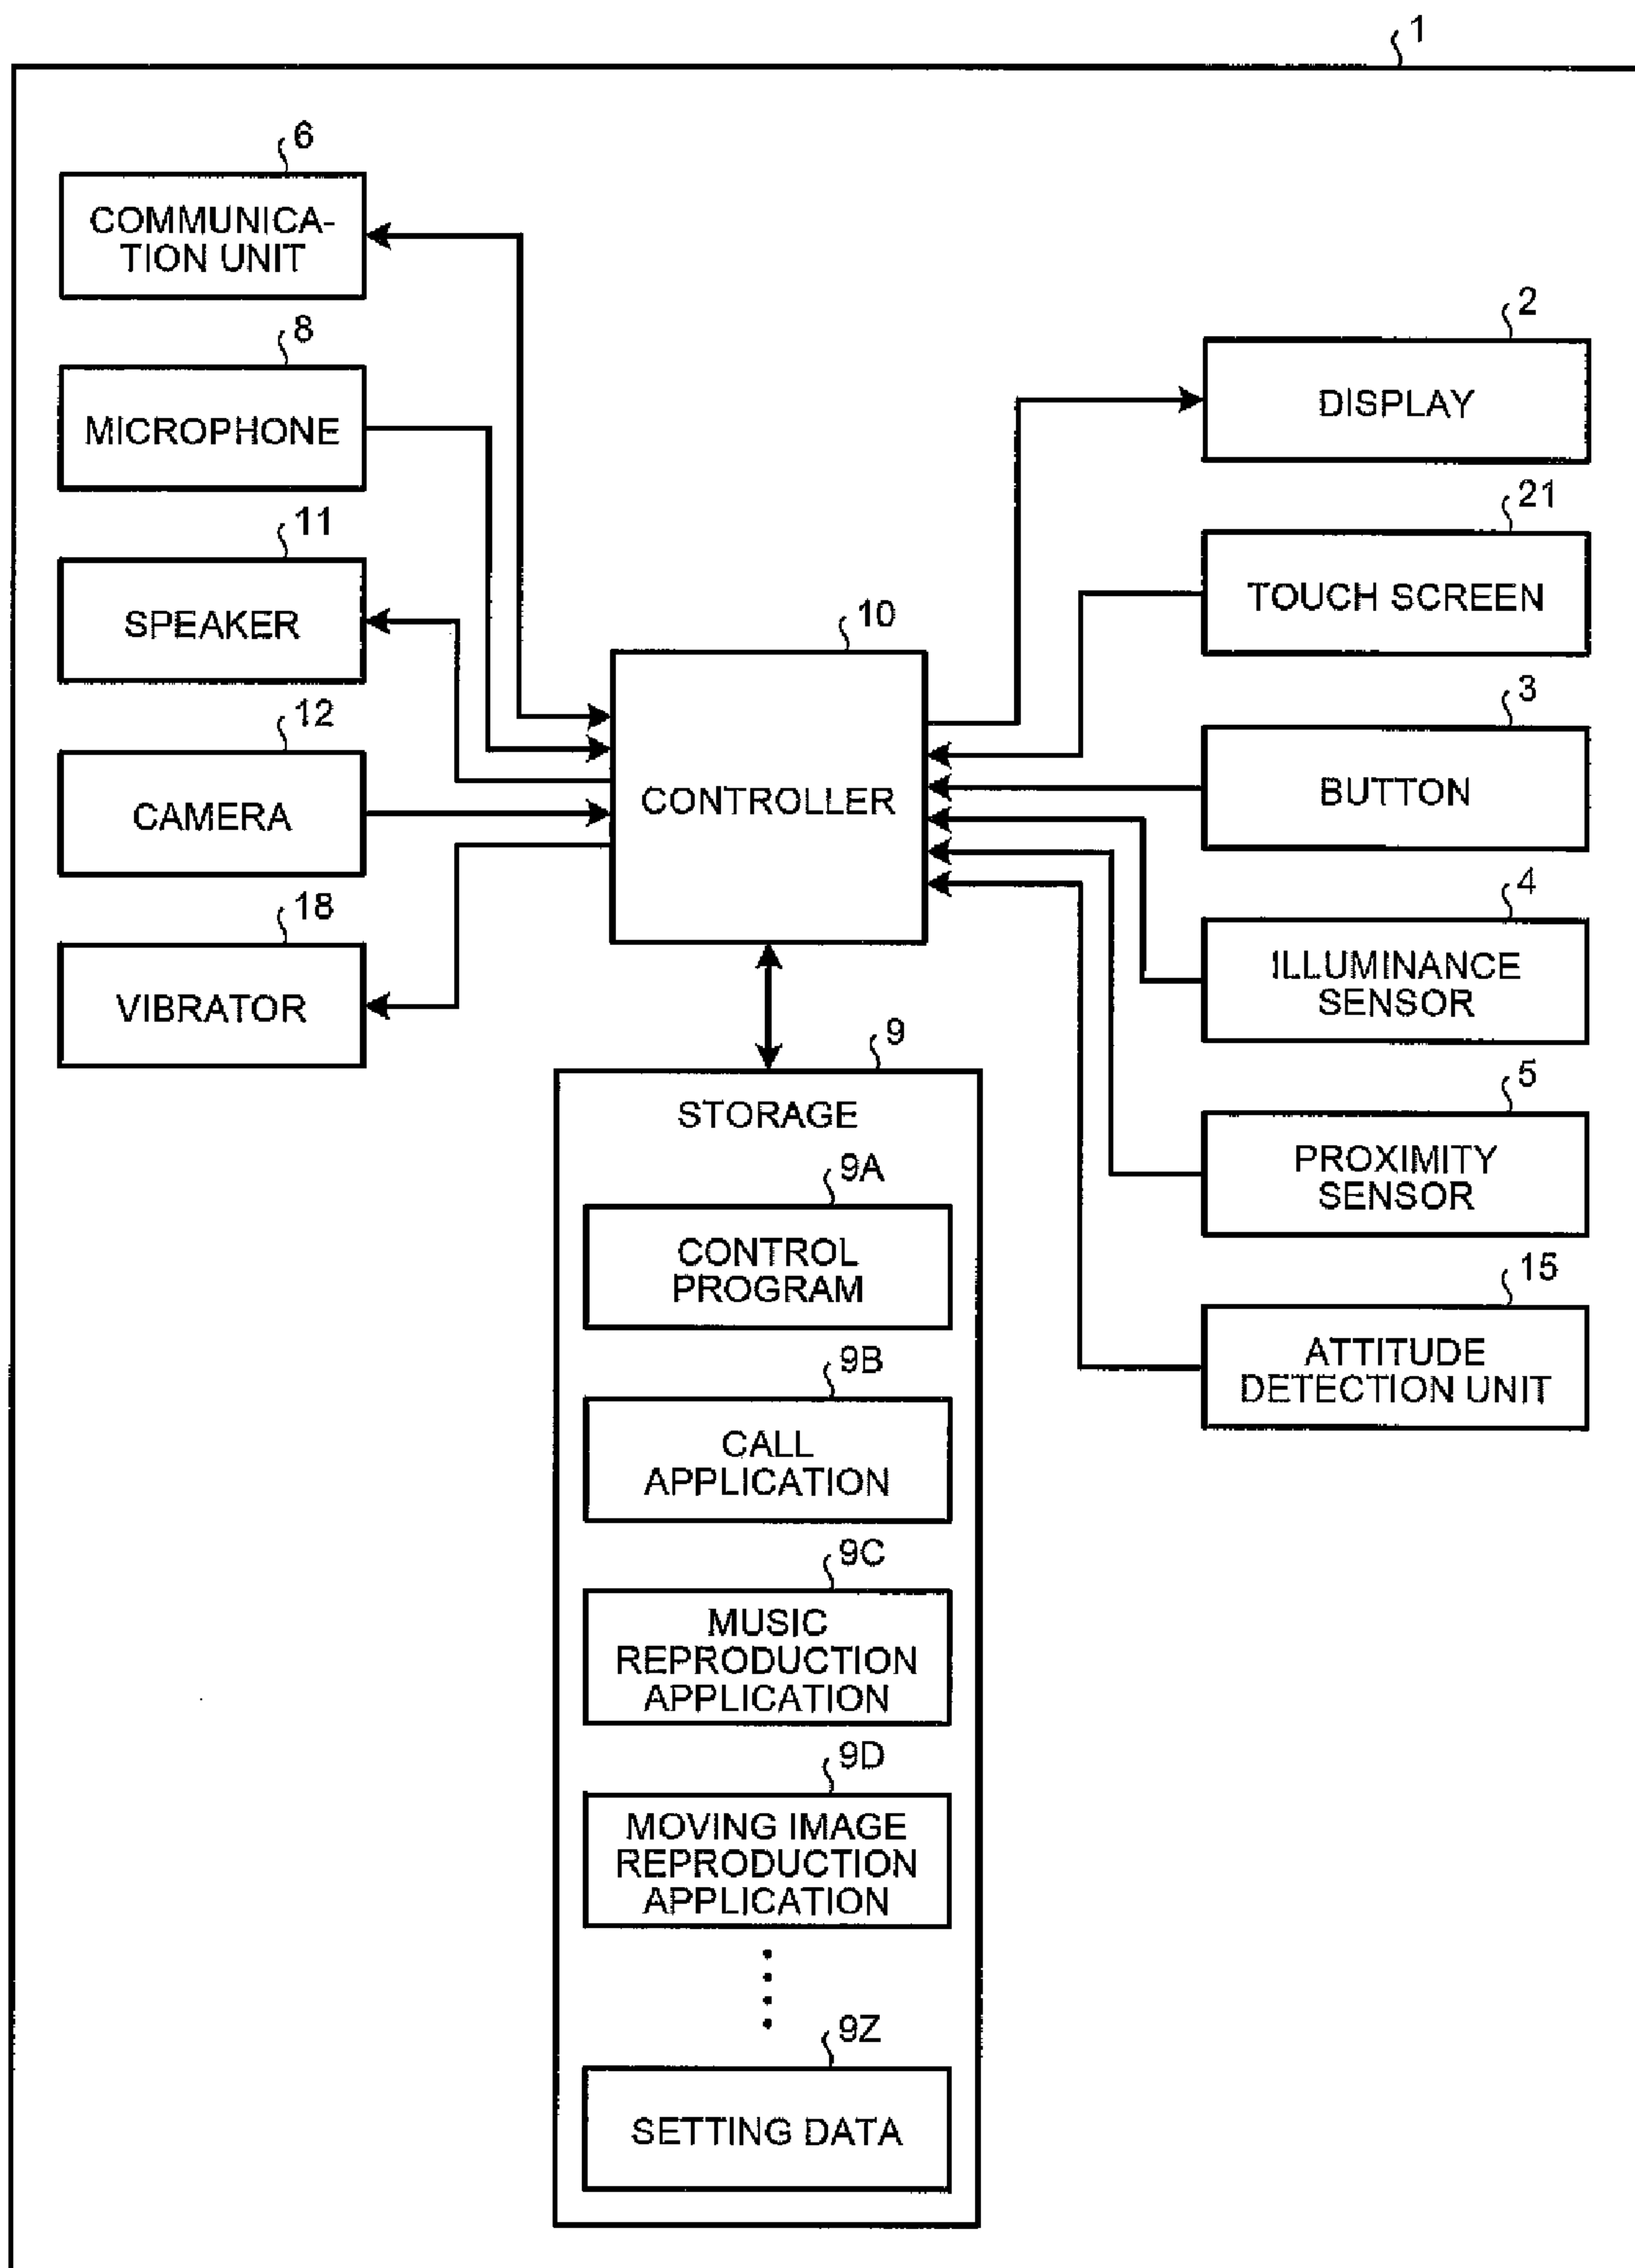 1
6
COMMUNICA-
TION UNIT
8
MICROPHONE
11
SPEAKER
12
CAMERA
18
VIBRATOR
10
CONTROLLER
2
DISPLAY
21
TOUCH SCREEN
3
BUTTON
4
ILLUMINANCE
SENSOR
5
PROXIMITY
SENSOR
15
ATTITUDE
DETECTION UNIT
9
STORAGE
9A
CONTROL
PROGRAM
9B
CALL
APPLICATION
9C
MUSIC
REPRODUCTION
APPLICATION
9D
MOVING IMAGE
REPRODUCTION
APPLICATION
9Z
SETTING DATA